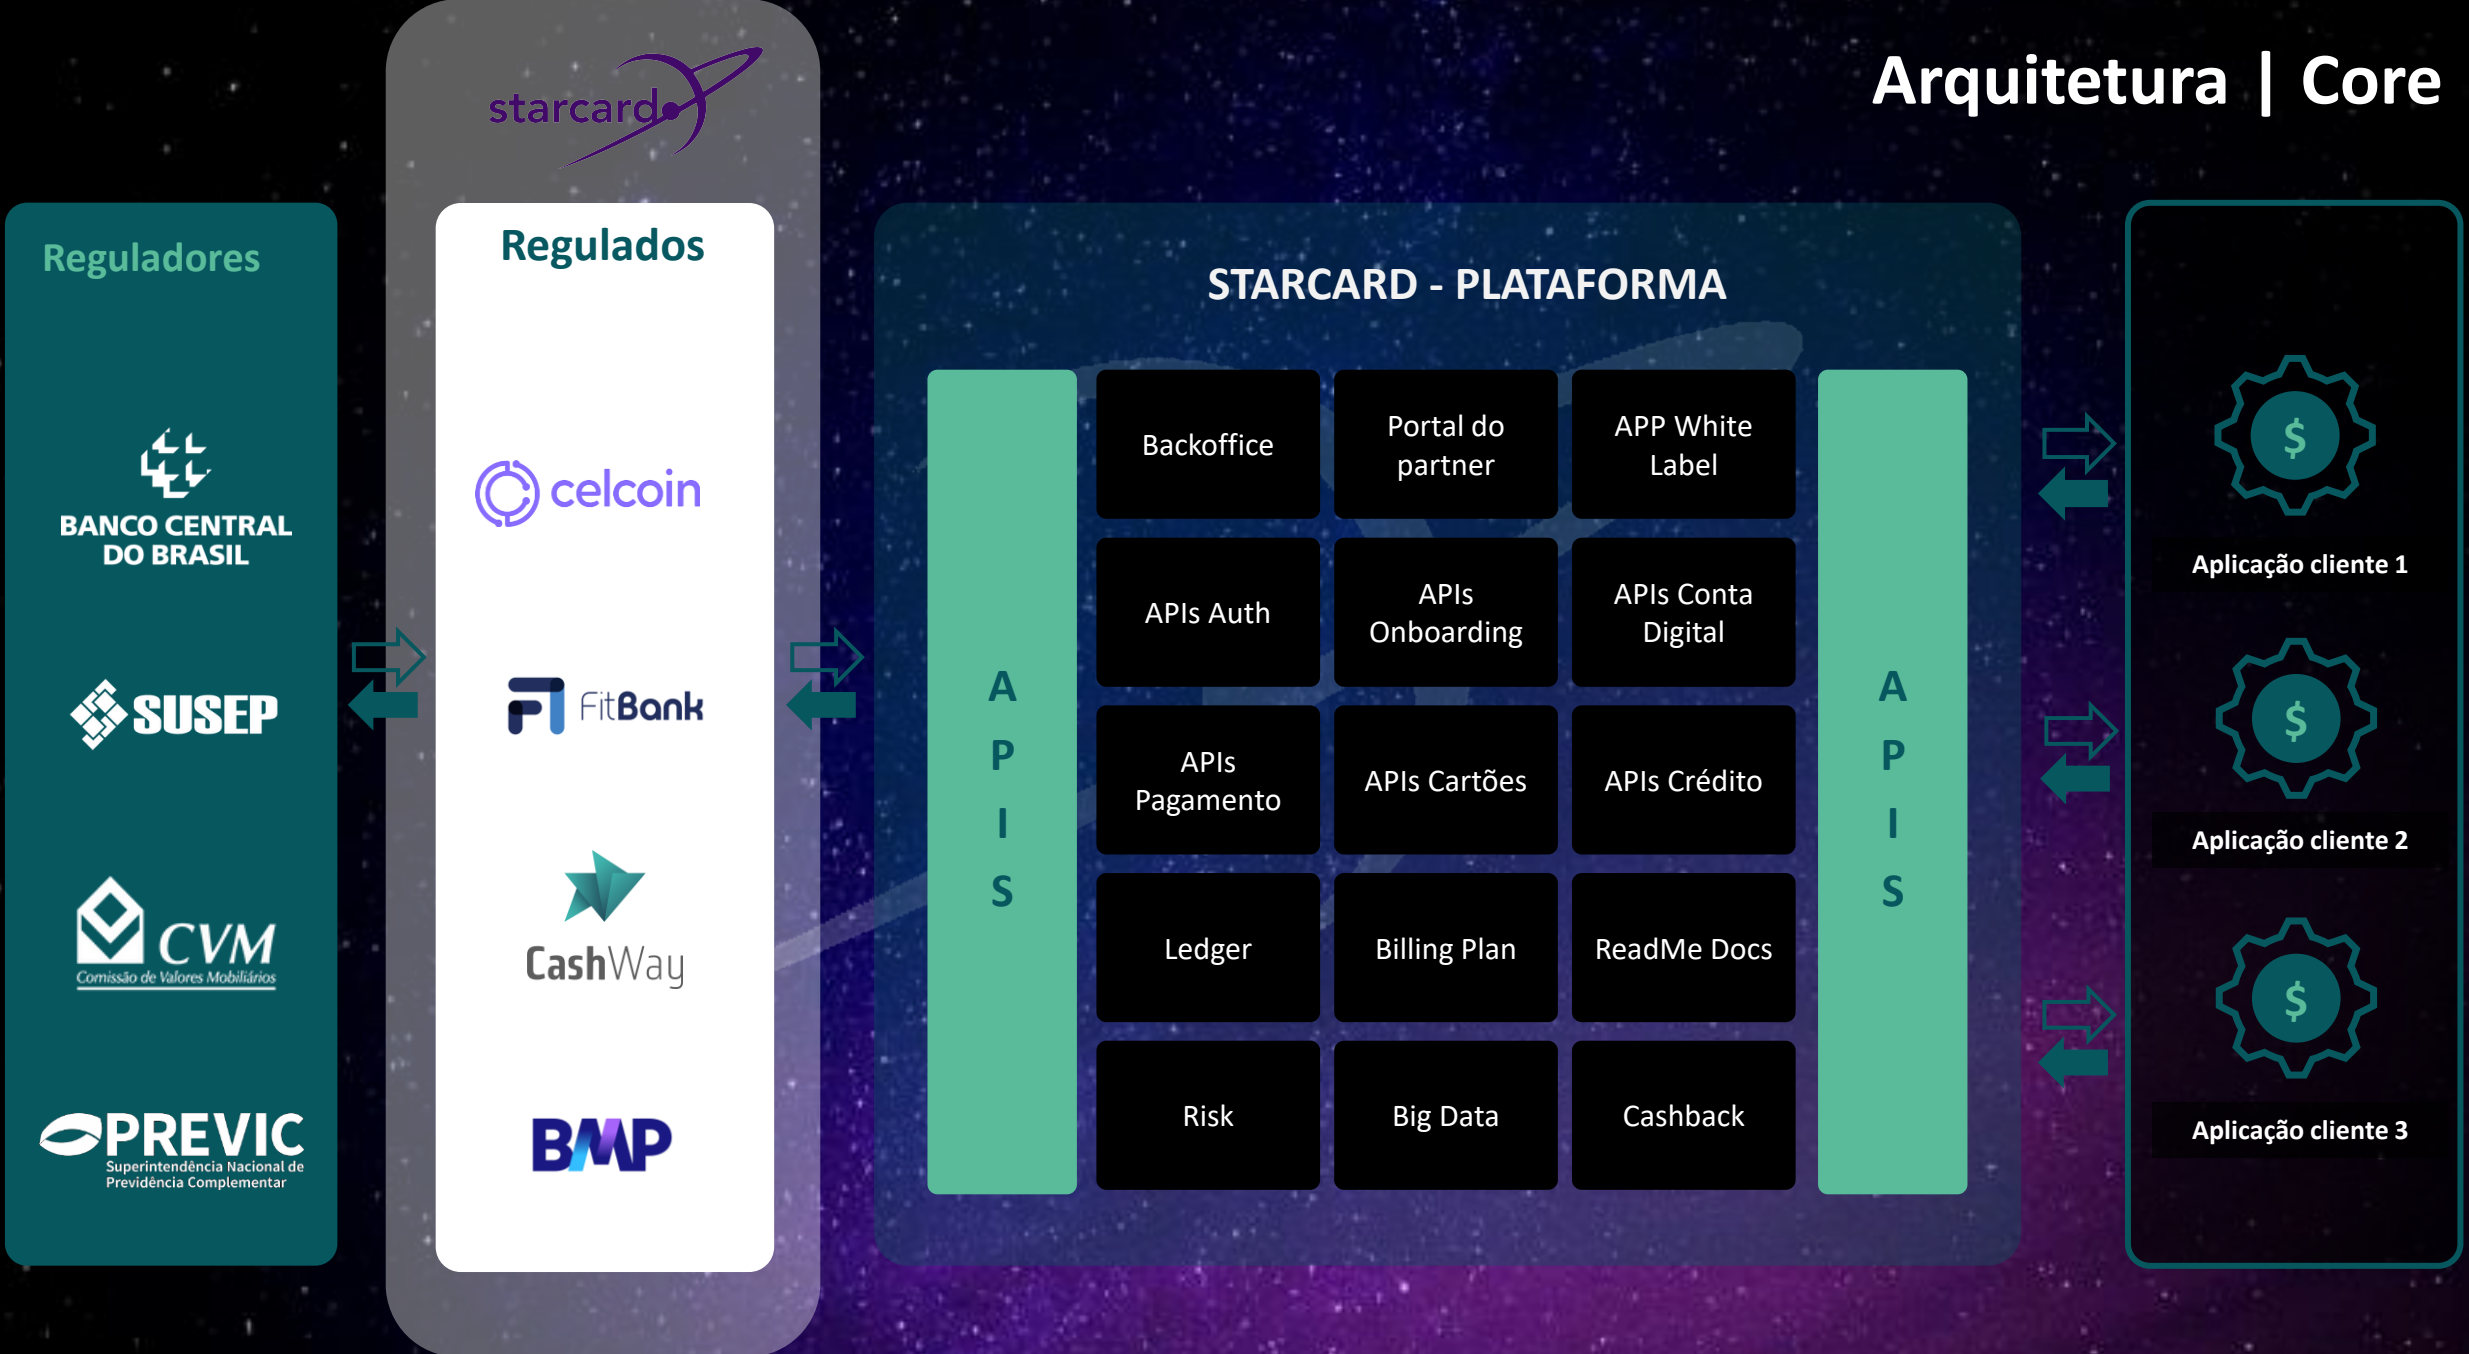 starcard
Arquitetura | Core
Reguladores
BANCO CENTRAL
DO BRASIL
SUSEP
CVM
Comissão de Valores Mobiliários
PREVIC
Superintendência Nacional de
Previdência Complementar
Regulados
celcoin
FitBank
CashWay
BMP
STARCARD - PLATAFORMA
A
P
I
S
Backoffice
Portal do
partner
APP White
Label
APIs Auth
APIs
Onboarding
APIs Conta
Digital
APIs
Pagamento
APIs Cartões
APIs Crédito
Ledger
Billing Plan
ReadMe Docs
Risk
Big Data
Cashback
A
P
I
S
$
Aplicação cliente 1
$
Aplicação cliente 2
$
Aplicação cliente 3